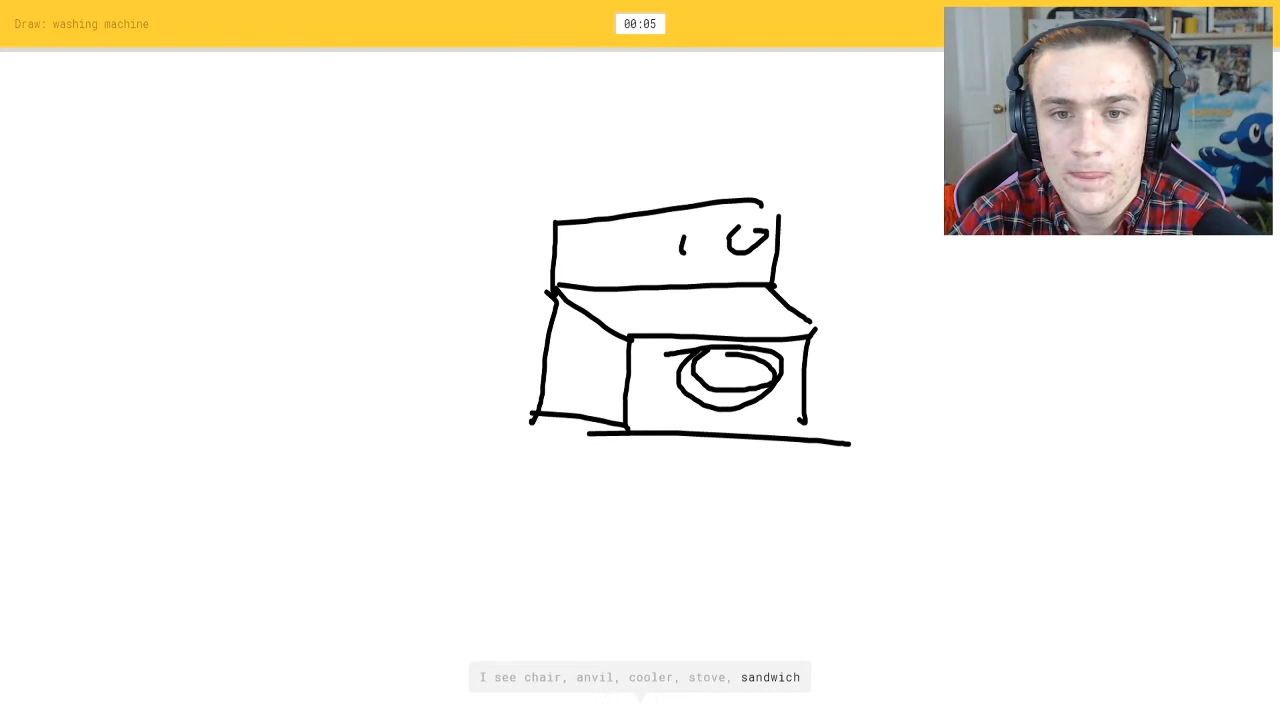 Draw: washing machine
00:05
I see chair, anvil, cooler, stove, sandwich